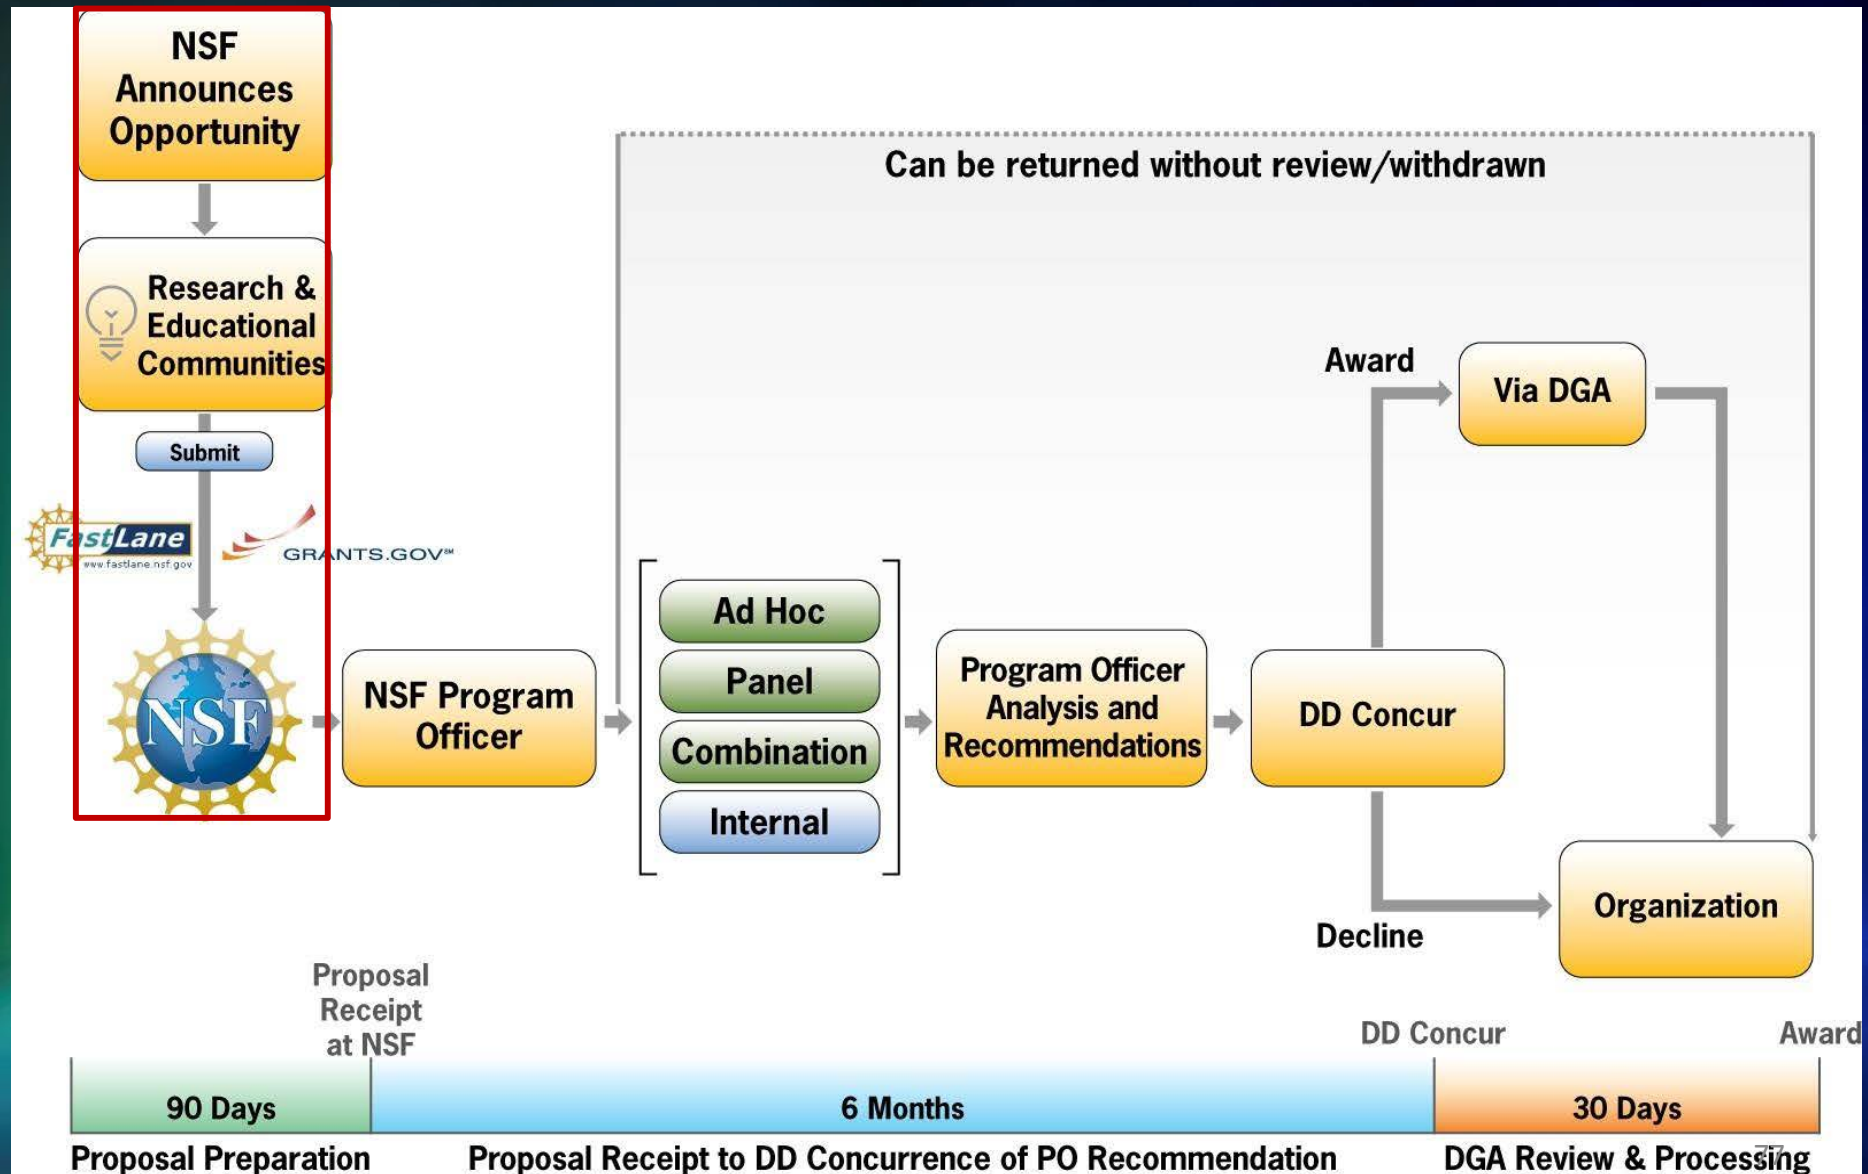 NSF
Announces
Opportunity
Can be returned without review/withdrawn
Research &
Educational
Communities
Submit
FastLane
www.fastlane.nsf.gov
GRANTS.GOV℠
NSF
NSF Program
Officer
Ad Hoc
Panel
Combination
Internal
Program Officer
Analysis and
Recommendations
DD Concur
Award
Via DGA
Decline
Organization
Proposal
Receipt
at NSF
DD Concur
Award
90 Days
6 Months
30 Days
Proposal Preparation
Proposal Receipt to DD Concurrence of PO Recommendation
DGA Review & Processing
77